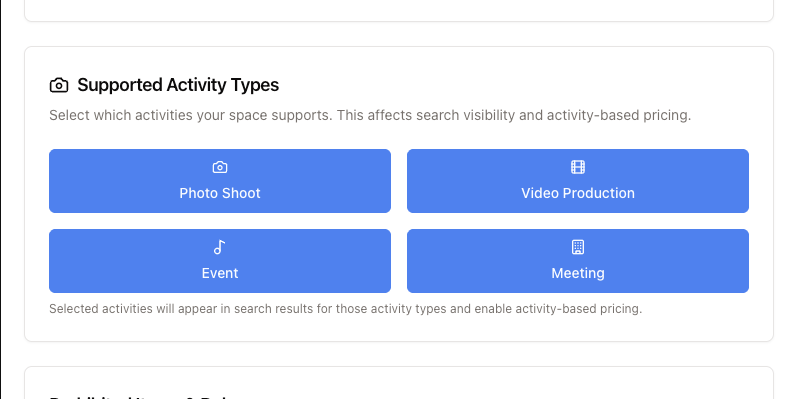 Supported Activity Types
Select which activities your space supports. This affects search visibility and activity-based pricing.
Photo Shoot
Video Production
Event
Meeting
Selected activities will appear in search results for those activity types and enable activity-based pricing.